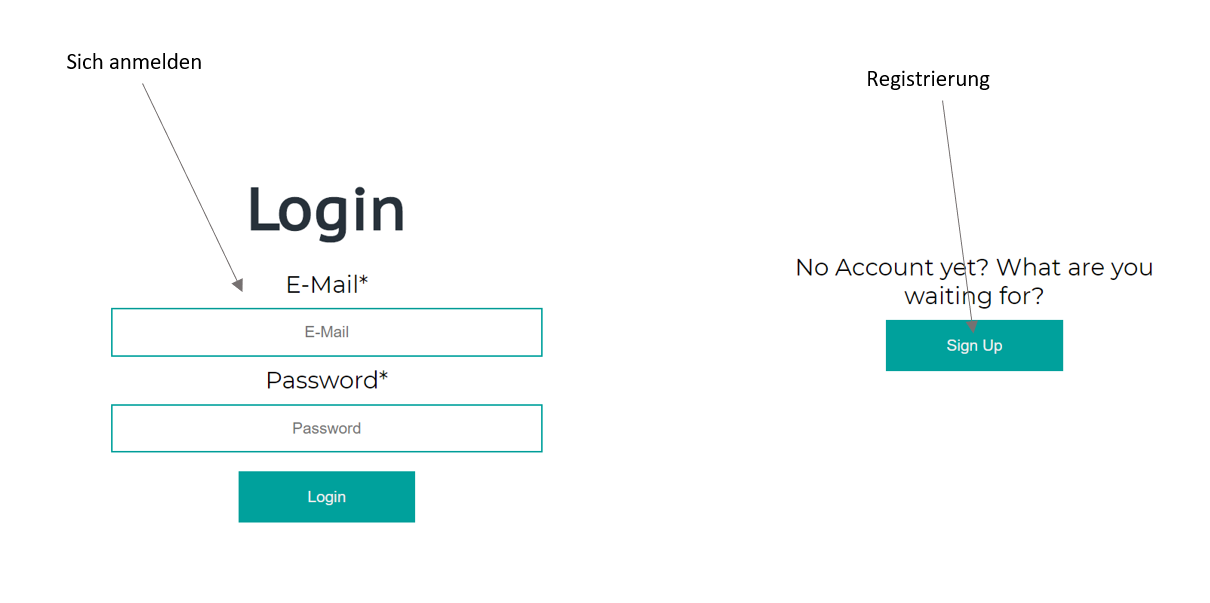 Sich anmelden
Registrierung
Login
E-Mail*
E-Mail
Password*
Password
Login
No Account yet? What are you
waiting for?
Sign Up